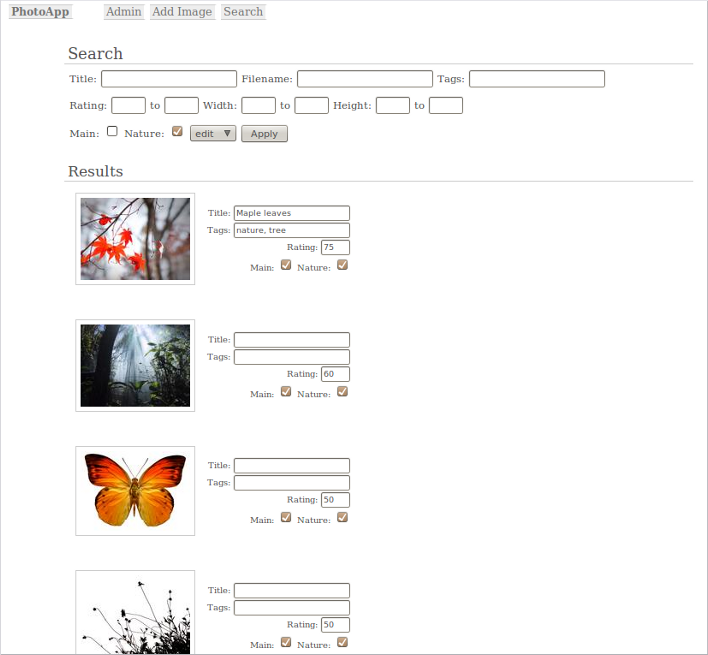 PhotoApp Admin Add Image Search
Search
Title: Filename: Tags:
Rating: to Width: to Height: to
Main: Nature: edit Apply
Results
Title: Maple leaves
Tags: nature, tree
Rating: 75
Main: Nature:
Title:
Tags:
Rating: 60
Main: Nature:
Title:
Tags:
Rating: 50
Main: Nature:
Title:
Tags:
Rating: 50
Main: Nature: